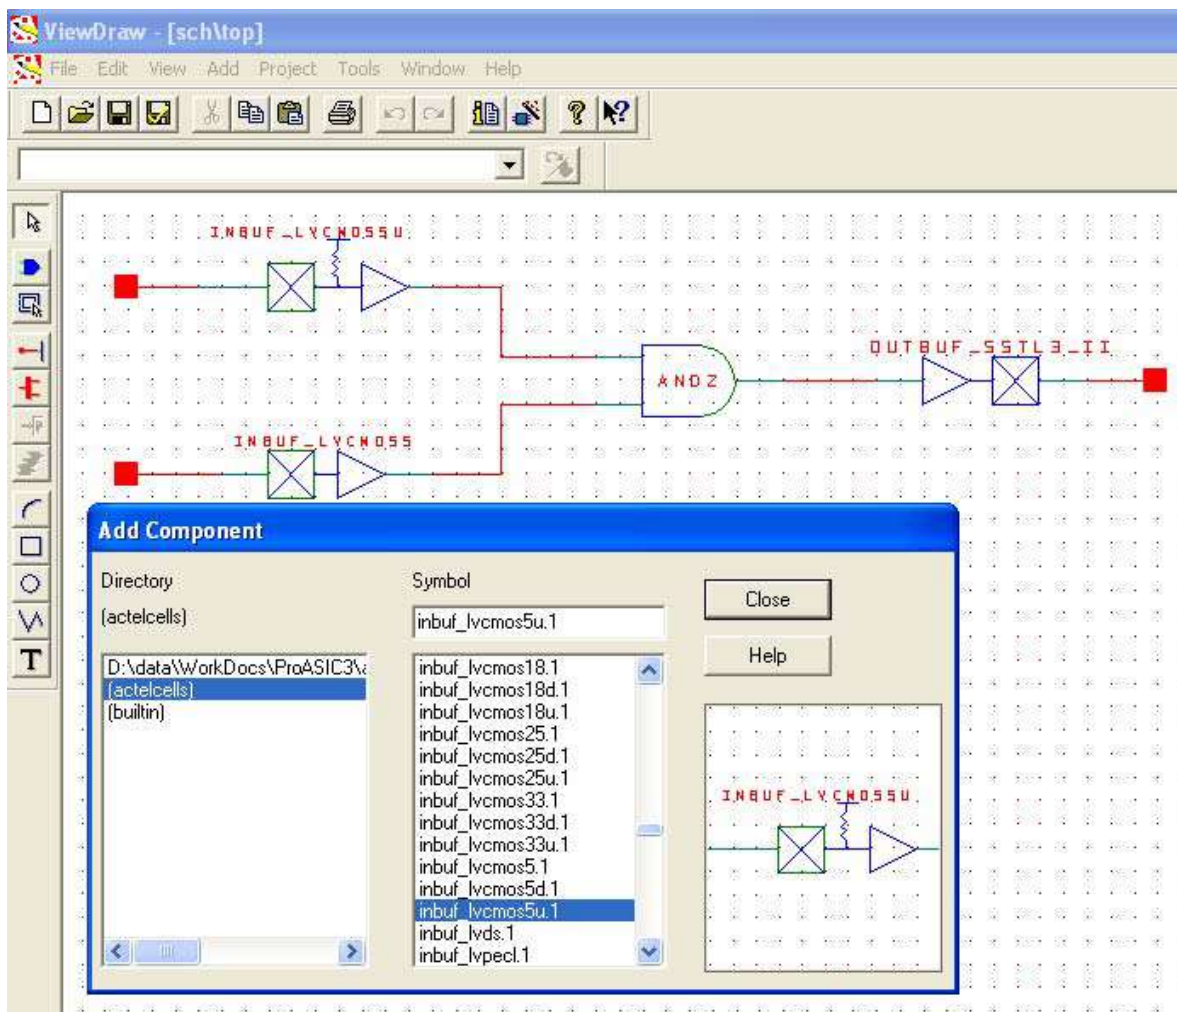 ViewDraw - [sch\top]
File Edit View Add Project Tools Window Help
INBUF_LVCMOS5U
OUTBUF_SSTL3_II
AND2
INBUF_LVCMOS5
Add Component
Directory
(actelcells)
D:\data\WorkDocs\ProASIC3\a
(actelcells)
(builtin)
Symbol
inbuf_lvcmos5u.1
inbuf_lvcmos18.1
inbuf_lvcmos18d.1
inbuf_lvcmos18u.1
inbuf_lvcmos25.1
inbuf_lvcmos25d.1
inbuf_lvcmos25u.1
inbuf_lvcmos33.1
inbuf_lvcmos33d.1
inbuf_lvcmos33u.1
inbuf_lvcmos5.1
inbuf_lvcmos5d.1
inbuf_lvcmos5u.1
inbuf_lvds.1
inbuf_lvpecl.1
Close
Help
INBUF_LVCMOS5U
T